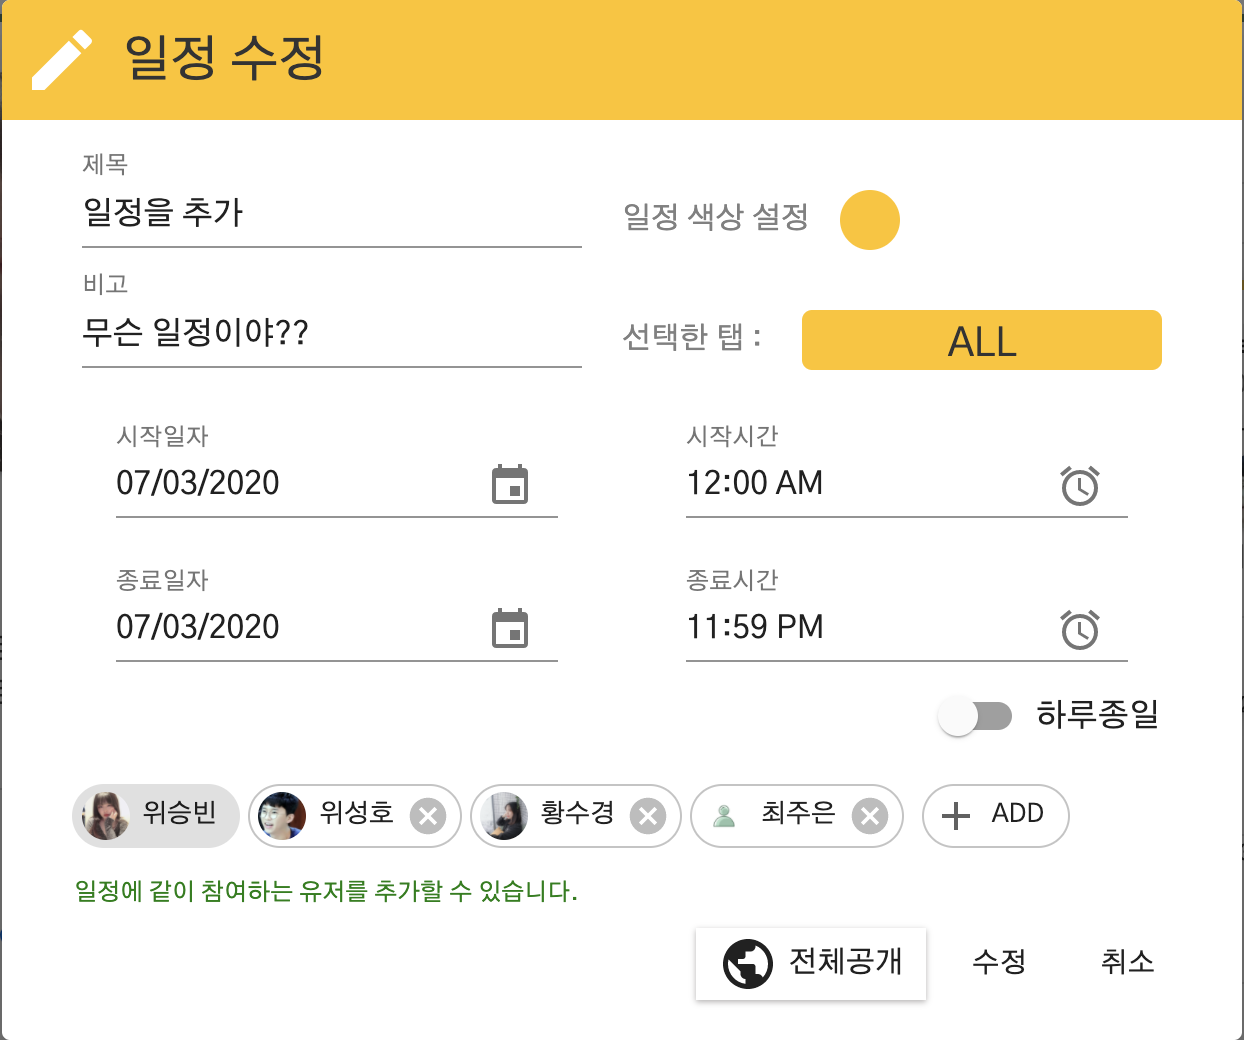 일정 수정
제목
일정을 추가
일정 색상 설정
비고
무슨 일정이야??
선택한 탭 :
ALL
시작일자
07/03/2020
시작시간
12:00 AM
종료일자
07/03/2020
종료시간
11:59 PM
하루종일
위승빈
위성호
황수경
최주은
ADD
일정에 같이 참여하는 유저를 추가할 수 있습니다.
전체공개
수정
취소